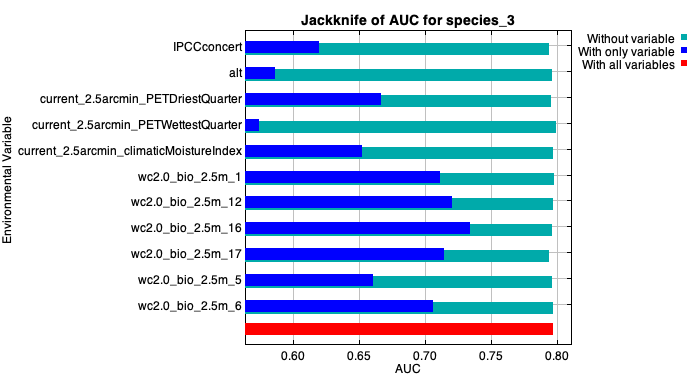 Jackknife of AUC for species_3
Without variable
With only variable
With all variables
Environmental Variable
IPCCconcert
alt
current_2.5arcmin_PETDriestQuarter
current_2.5arcmin_PETWettestQuarter
current_2.5arcmin_climaticMoistureIndex
wc2.0_bio_2.5m_1
wc2.0_bio_2.5m_12
wc2.0_bio_2.5m_16
wc2.0_bio_2.5m_17
wc2.0_bio_2.5m_5
wc2.0_bio_2.5m_6
0.60 0.65 0.70 0.75 0.80
AUC